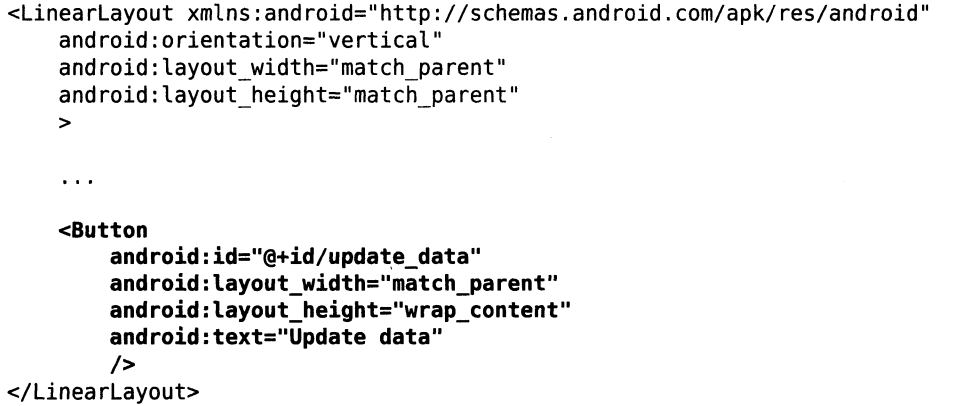 <LinearLayout xmlns:android="http://schemas.android.com/apk/res/android"
    android:orientation="vertical"
    android:layout_width="match_parent"
    android:layout_height="match_parent"
    >

    ...

    <Button
        android:id="@+id/update_data"
        android:layout_width="match_parent"
        android:layout_height="wrap_content"
        android:text="Update data"
        />
</LinearLayout>